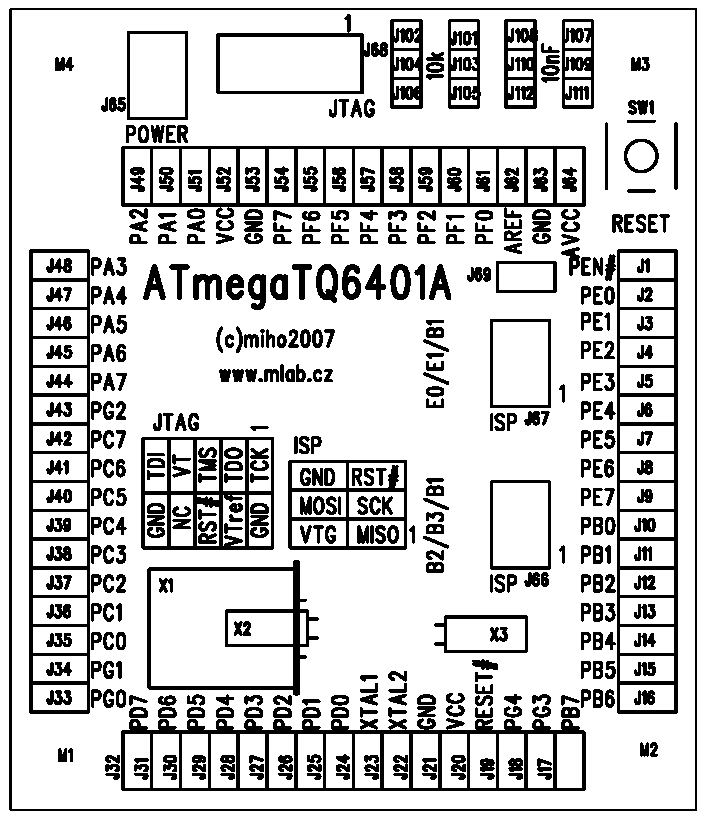 1
J102 J101 J108 J107
M4 J68 10k 10nF M3
J104 J103 J110 J109
J65 J106 J105 J112 J111
JTAG SW1
POWER
J49 J50 J51 J52 J53 J54 J55 J56 J57 J58 J59 J60 J61 J62 J63 J64
PA2 PA1 PA0 VCC GND PF7 PF6 PF5 PF4 PF3 PF2 PF1 PF0 AREF GND AVCC
RESET
J48 PA3 ATmegaTQ6401A J69 PEN# J1
J47 PA4 PE0 J2
J46 PA5 (c)miho2007 E0/E1/B1 PE1 J3
J45 PA6 PE2 J4
J44 PA7 www.mlab.cz 1 PE3 J5
J43 PG2 JTAG 1 ISP J67 PE4 J6
J42 PC7 ISP PE5 J7
TDI VT TMS TDO TCK
J41 PC6 GND RST# PE6 J8
J40 PC5 MOSI SCK B2/B3/B1 PE7 J9
GND NC RST# VTref GND
J39 PC4 VTG MISO 1 PB0 J10
J38 PC3 1 PB1 J11
J37 PC2 X1 ISP J66 PB2 J12
J36 PC1 PB3 J13
J35 PC0 X2 X3 PB4 J14
J34 PG1 PB5 J15
J33 PG0 PB6 J16
PD7 PD6 PD5 PD4 PD3 PD2 PD1 PD0 XTAL1 XTAL2 GND VCC RESET# PG4 PG3 PB7
M1 M2
J32 J31 J30 J29 J28 J27 J26 J25 J24 J23 J22 J21 J20 J19 J18 J17